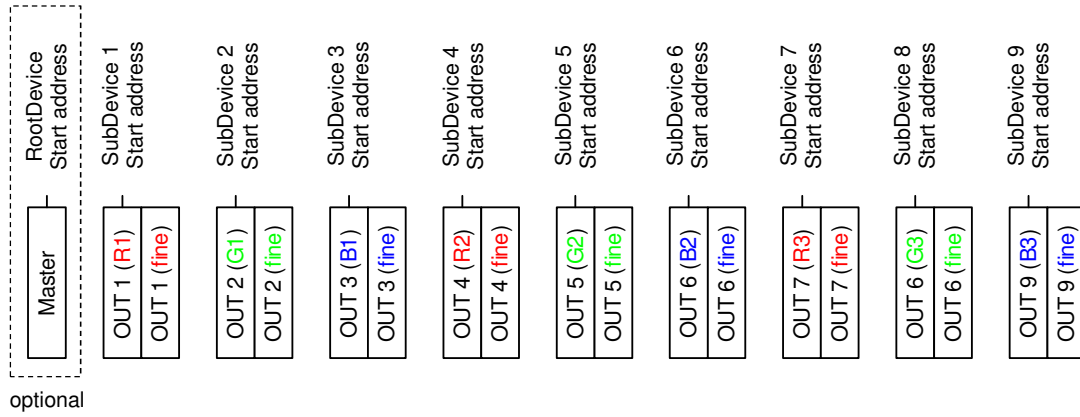 RootDevice
Start address
SubDevice 1
Start address
SubDevice 2
Start address
SubDevice 3
Start address
SubDevice 4
Start address
SubDevice 5
Start address
SubDevice 6
Start address
SubDevice 7
Start address
SubDevice 8
Start address
SubDevice 9
Start address
Master
OUT 1 (R1)
OUT 1 (fine)
OUT 2 (G1)
OUT 2 (fine)
OUT 3 (B1)
OUT 3 (fine)
OUT 4 (R2)
OUT 4 (fine)
OUT 5 (G2)
OUT 5 (fine)
OUT 6 (B2)
OUT 6 (fine)
OUT 7 (R3)
OUT 7 (fine)
OUT 6 (G3)
OUT 6 (fine)
OUT 9 (B3)
OUT 9 (fine)
optional